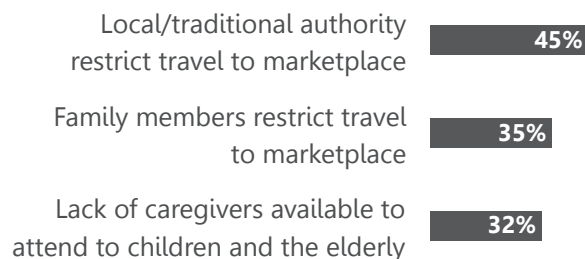 Local/traditional authority
restrict travel to marketplace
45%
Family members restrict travel
to marketplace
35%
Lack of caregivers available to
attend to children and the elderly
32%